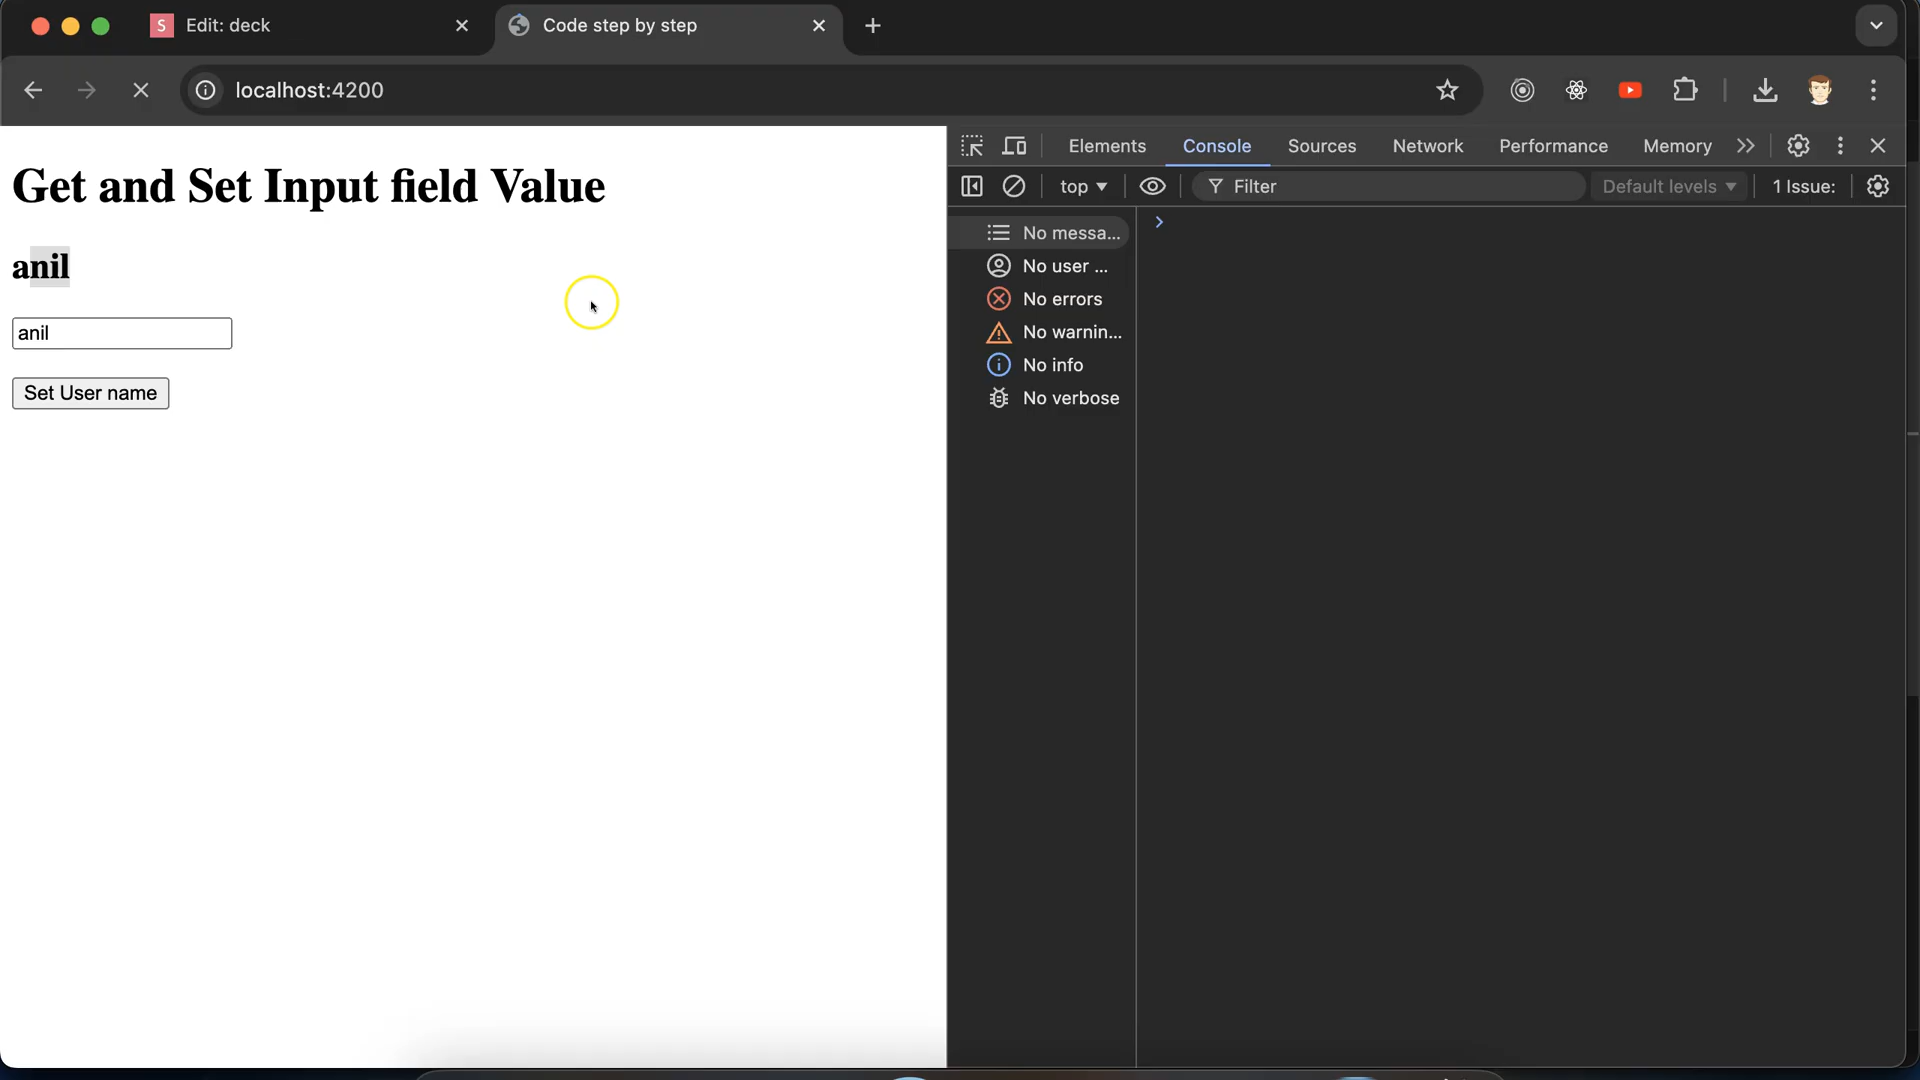 S Edit: deck
Code step by step
localhost:4200
Get and Set Input field Value
anil
anil
Set User name
Elements Console Sources Network Performance Memory
top Filter Default levels 1 Issue:
No messa...
No user ...
No errors
No warnin...
No info
No verbose